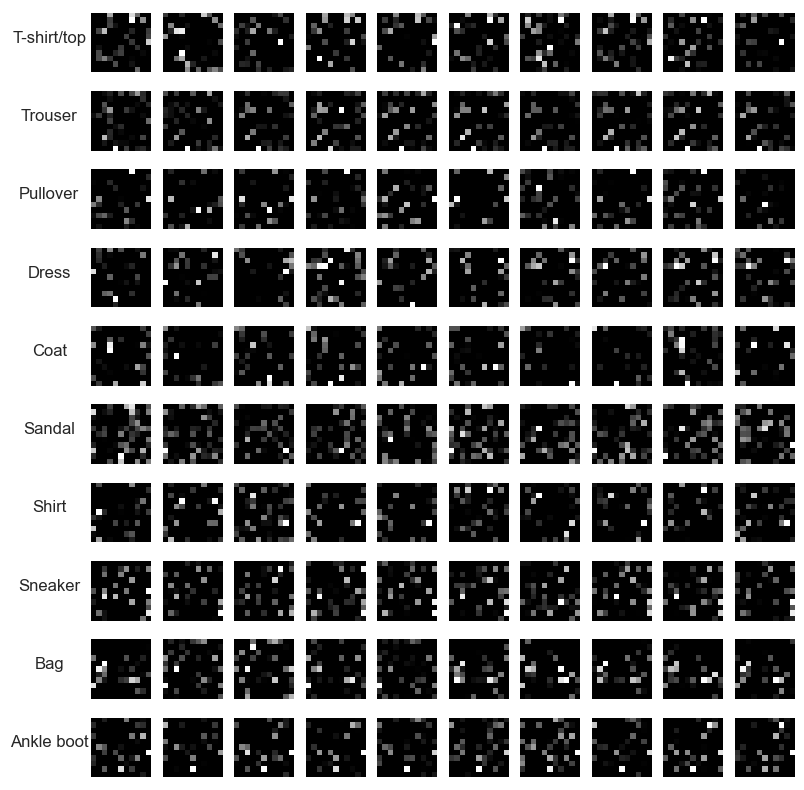 T-shirt/top
Trouser
Pullover
Dress
Coat
Sandal
Shirt
Sneaker
Bag
Ankle boot